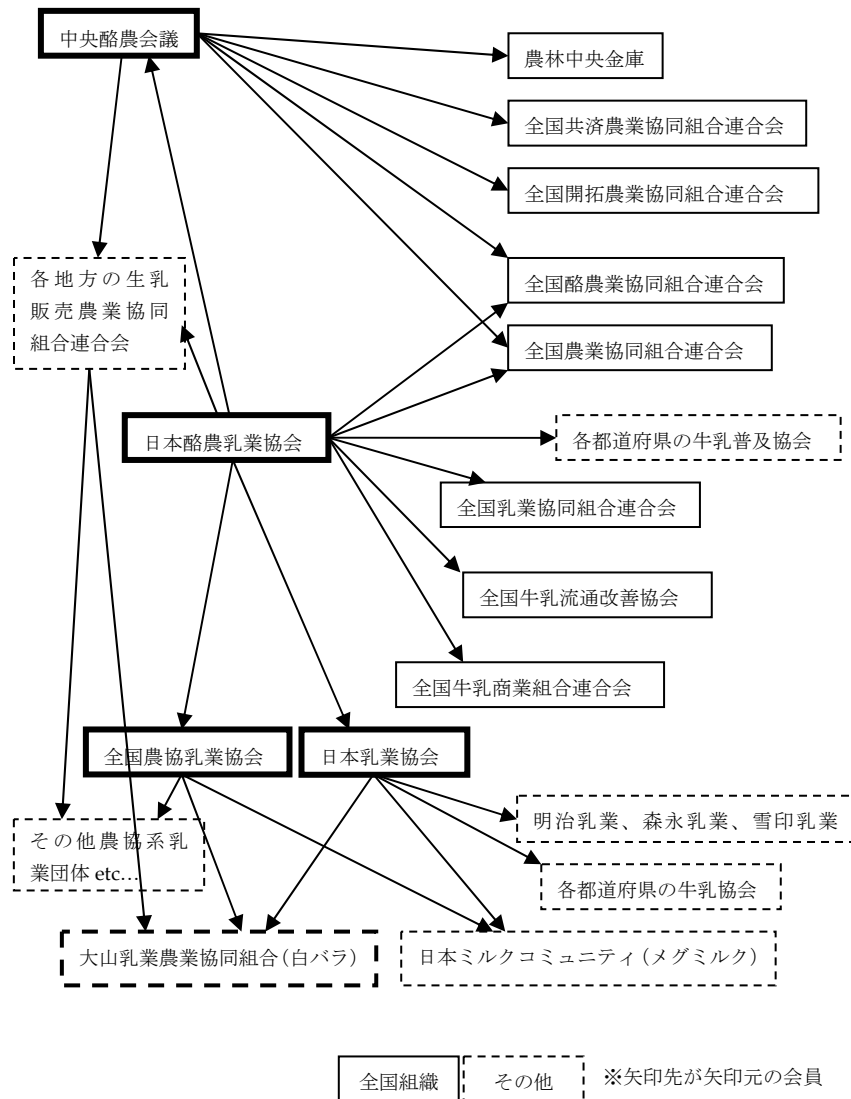 中央酪農会議
農林中央金庫
全国共済農業協同組合連合会
全国開拓農業協同組合連合会
各地方の生乳
販売農業協同
組合連合会
全国酪農業協同組合連合会
全国農業協同組合連合会
日本酪農乳業協会
各都道府県の牛乳普及協会
全国乳業協同組合連合会
全国牛乳流通改善協会
全国牛乳商業組合連合会
全国農協乳業協会
日本乳業協会
明治乳業、森永乳業、雪印乳業
その他農協系乳
業団体 etc…
各都道府県の牛乳協会
大山乳業農業協同組合(白バラ)
日本ミルクコミュニティ(メグミルク)
全国組織
その他
※矢印先が矢印元の会員